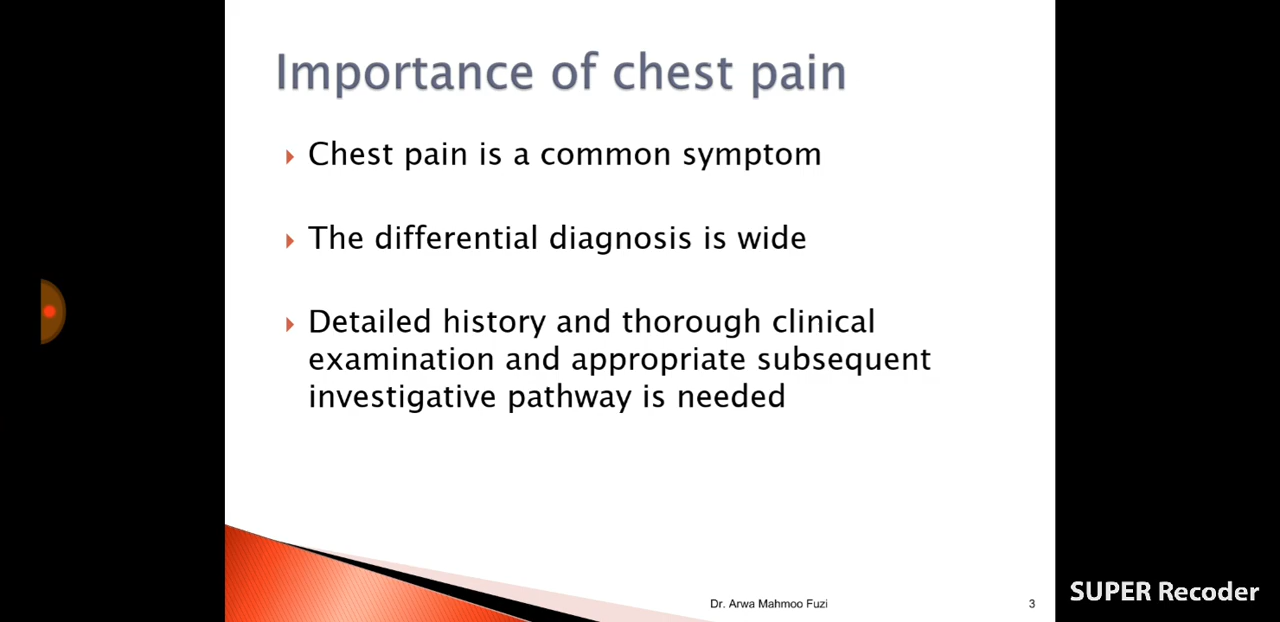 Importance of chest pain
Chest pain is a common symptom
The differential diagnosis is wide
Detailed history and thorough clinical
examination and appropriate subsequent
investigative pathway is needed
Dr. Arwa Mahmoo Fuzi
3
SUPER Recoder